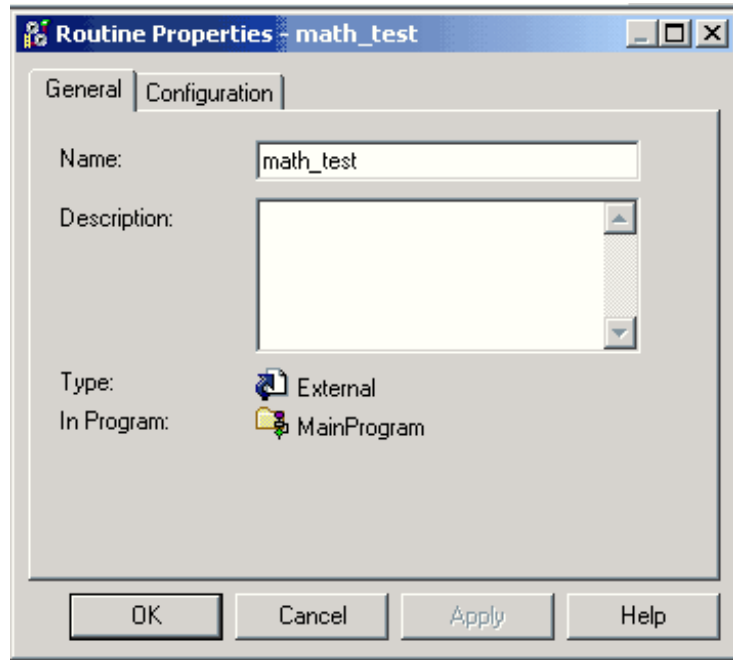 Routine Properties - math_test
General Configuration
Name: math_test
Description:
Type: External
In Program: MainProgram
OK Cancel Apply Help